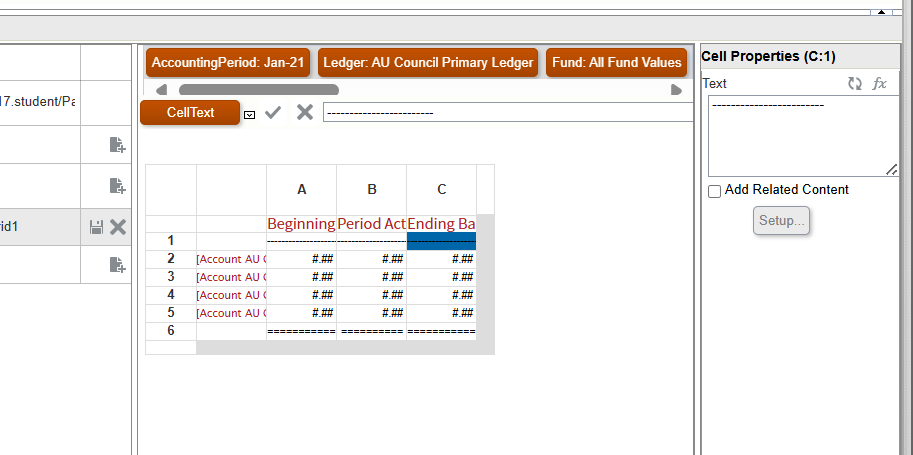 AccountingPeriod: Jan-21 Ledger: AU Council Primary Ledger Fund: All Fund Values
Cell Properties (C:1)
Text fx
17.student/Pa
CellText ------------------------
-------------------------
Add Related Content
Setup...
id1
A B C
Beginning Period Act Ending Ba
1 -------------------- -------------------- --------------------
2 [Account AU #.## #.## #.##
3 [Account AU #.## #.## #.##
4 [Account AU #.## #.## #.##
5 [Account AU #.## #.## #.##
6 =========== ========== ===========